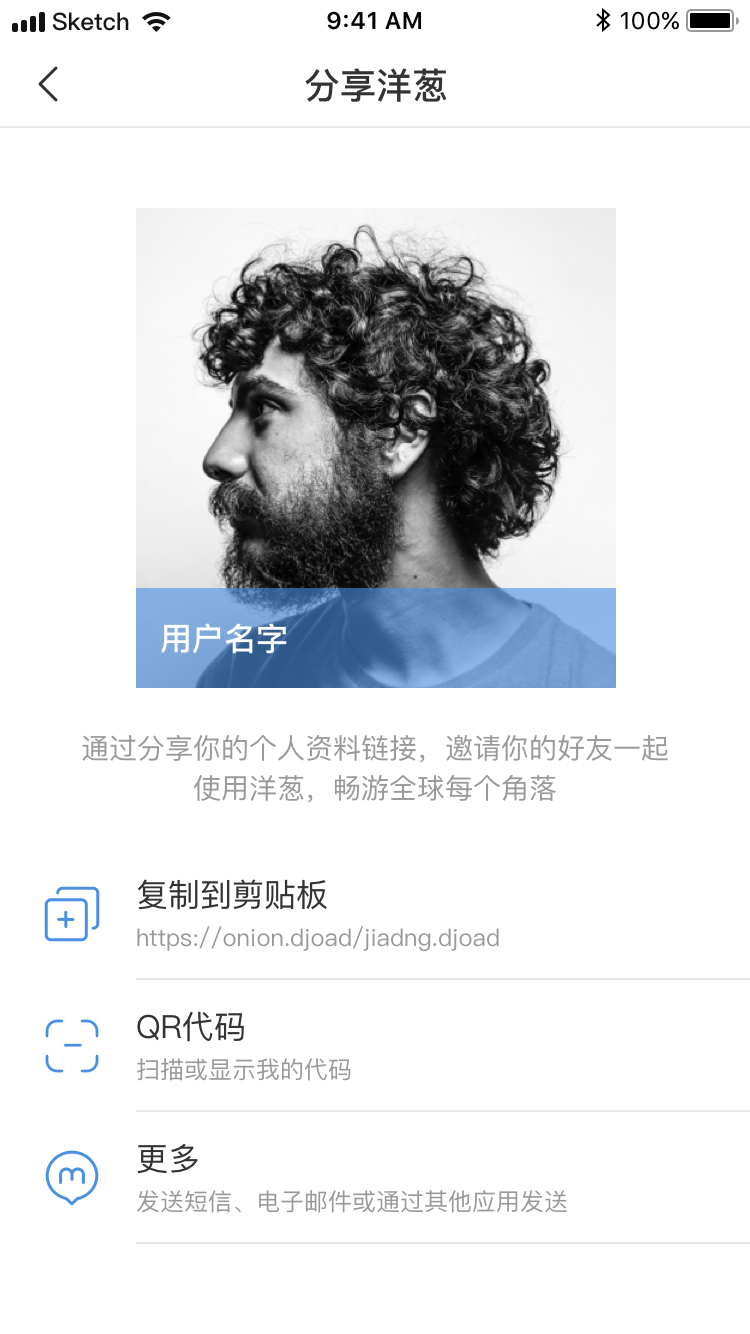 Sketch 9:41 AM 100%
分享洋葱
用户名字
通过分享你的个人资料链接，邀请你的好友一起
使用洋葱，畅游全球每个角落
复制到剪贴板
https://onion.djoad/jiadng.djoad
QR代码
扫描或显示我的代码
更多
发送短信、电子邮件或通过其他应用发送